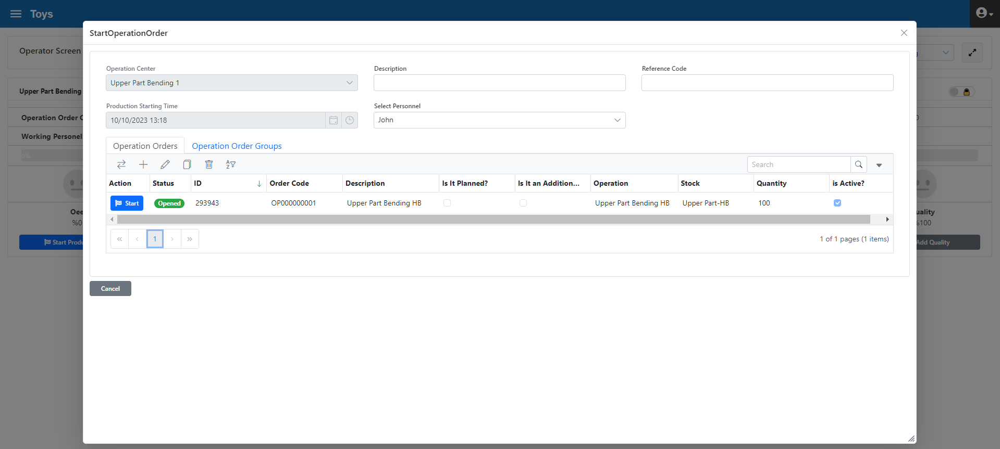 Toys
StartOperationOrder
Operator Screen
Operation Center
Description
Reference Code
Upper Part Bending 1
Upper Part Bending
Production Starting Time
Select Personnel
10/10/2023 13:18
John
Operation Order
Working Personel
Operation Orders
Operation Order Groups
0%
Search
Action
Status
ID
Order Code
Description
Is It Planned?
Is It an Addition...
Operation
Stock
Quantity
is Active?
Start
Opened
293943
OP000000001
Upper Part Bending HB
Upper Part Bending HB
Upper Part-HB
100
Oee
%0
%100
« ‹ 1 › »
1 of 1 pages (1 items)
Start Produ
Add Quality
Cancel